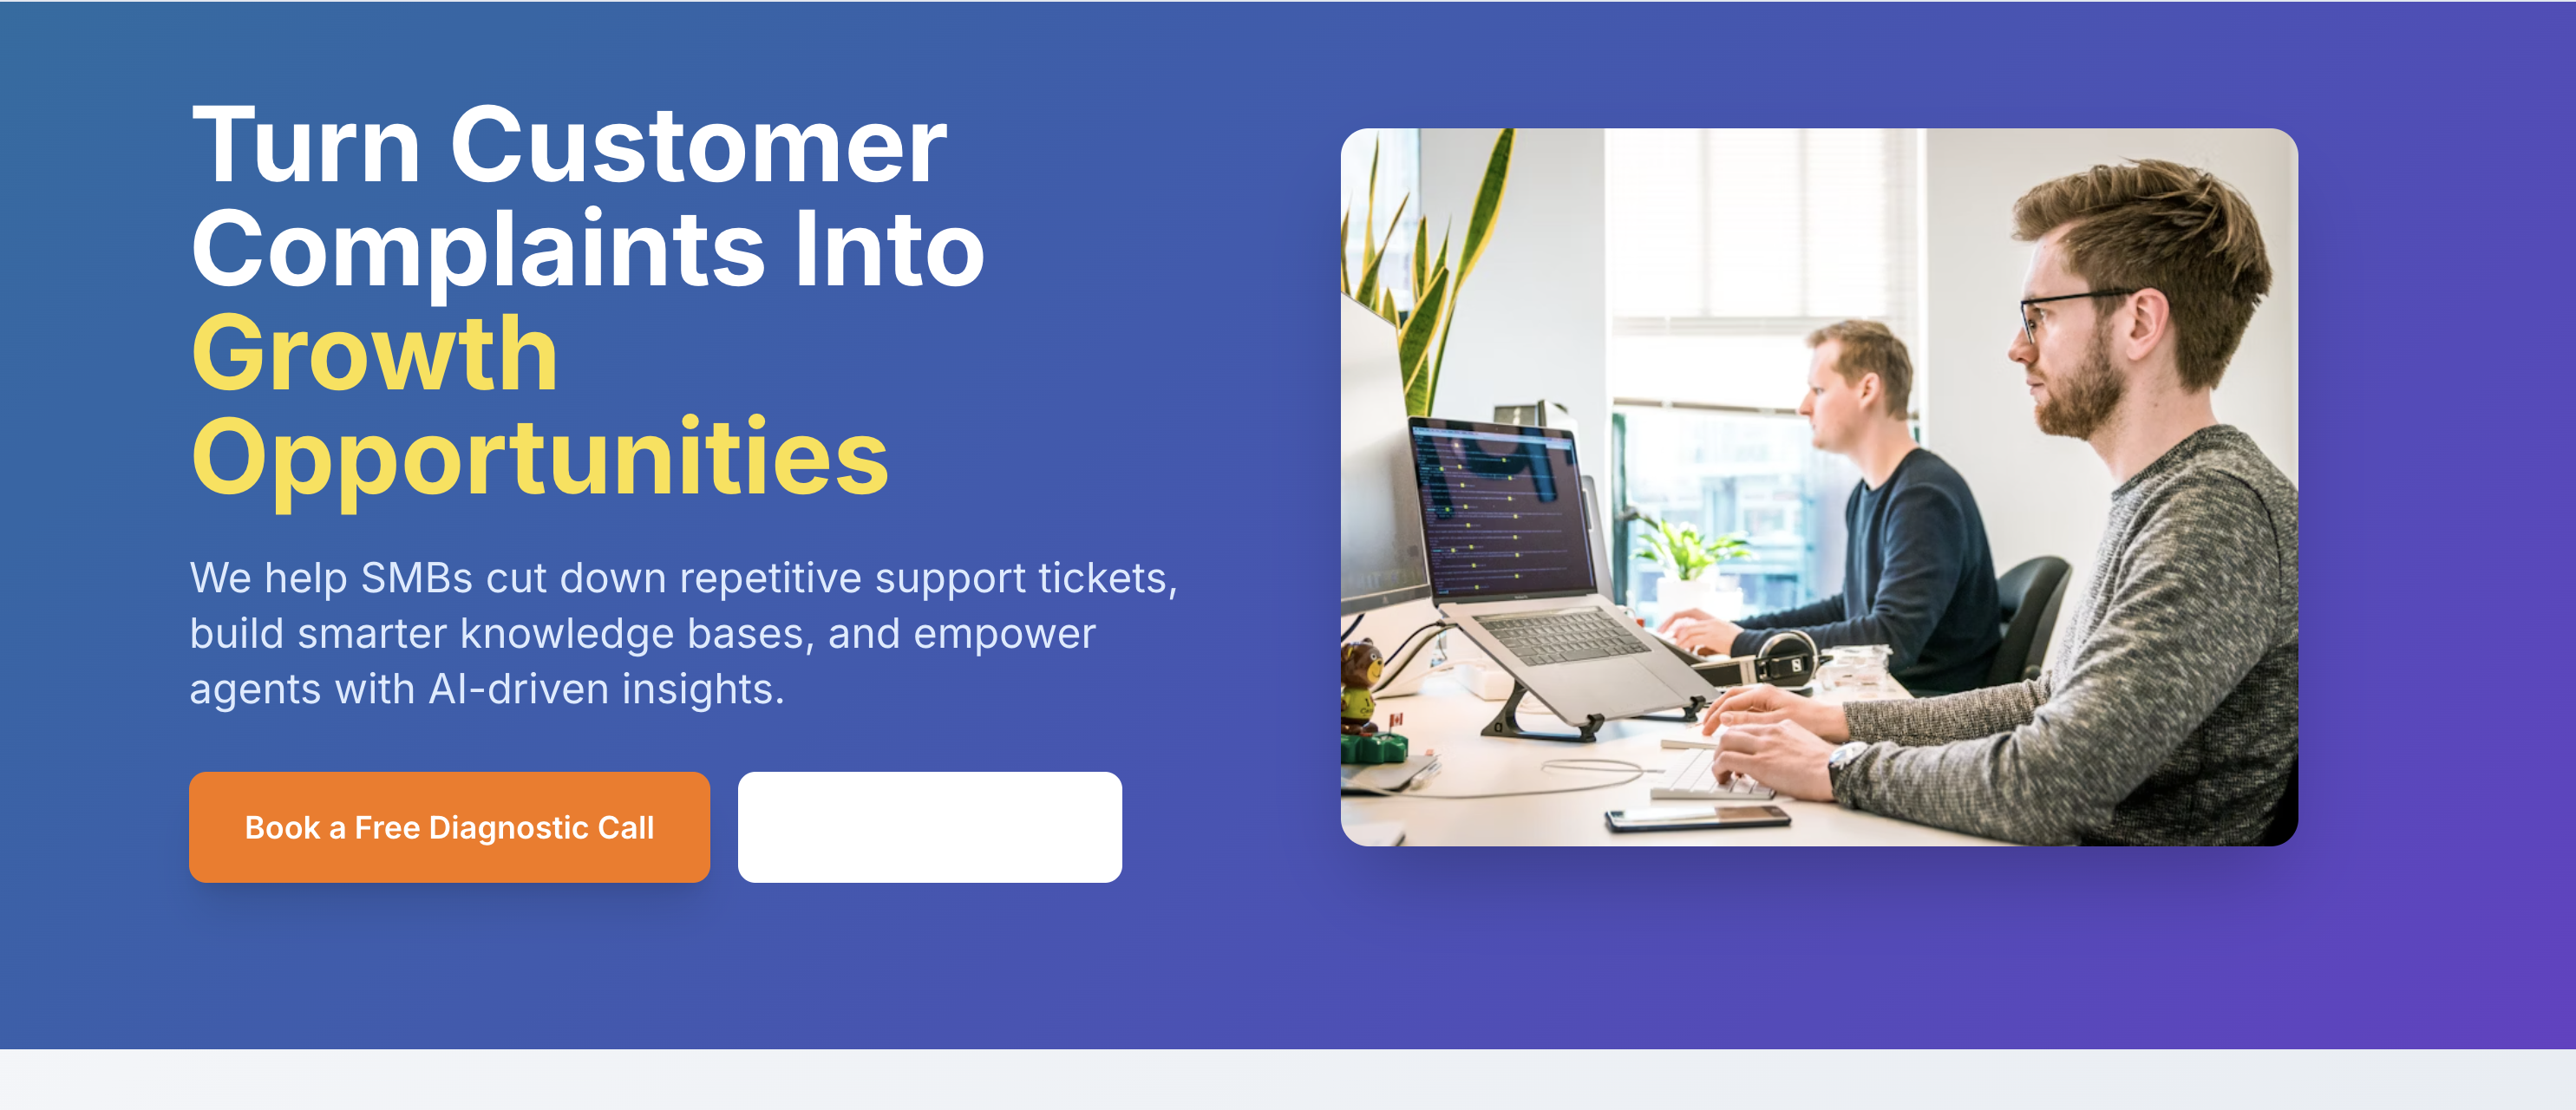 Turn Customer
Complaints Into
Growth
Opportunities
We help SMBs cut down repetitive support tickets,
build smarter knowledge bases, and empower
agents with AI-driven insights.
Book a Free Diagnostic Call